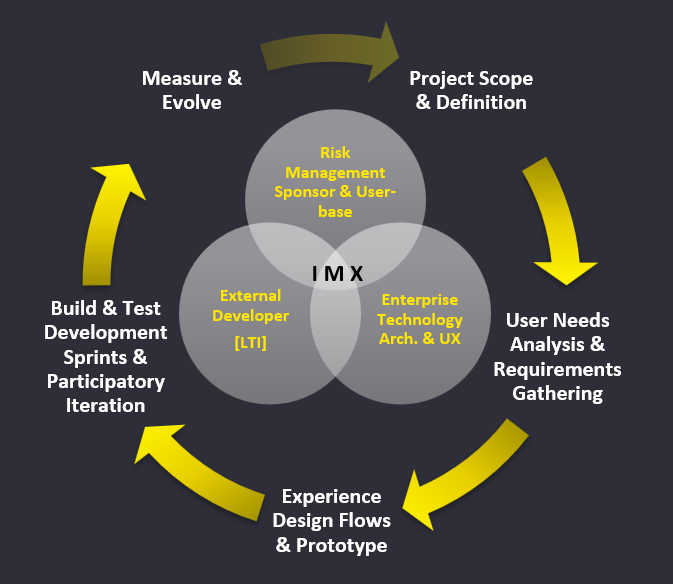 Measure &
Evolve
Project Scope
& Definition
Risk
Management
Sponsor & User-
base
I M X
External
Developer
[LTI]
Enterprise
Technology
Arch. & UX
User Needs
Analysis &
Requirements
Gathering
Experience
Design Flows
& Prototype
Build & Test
Development
Sprints &
Participatory
Iteration